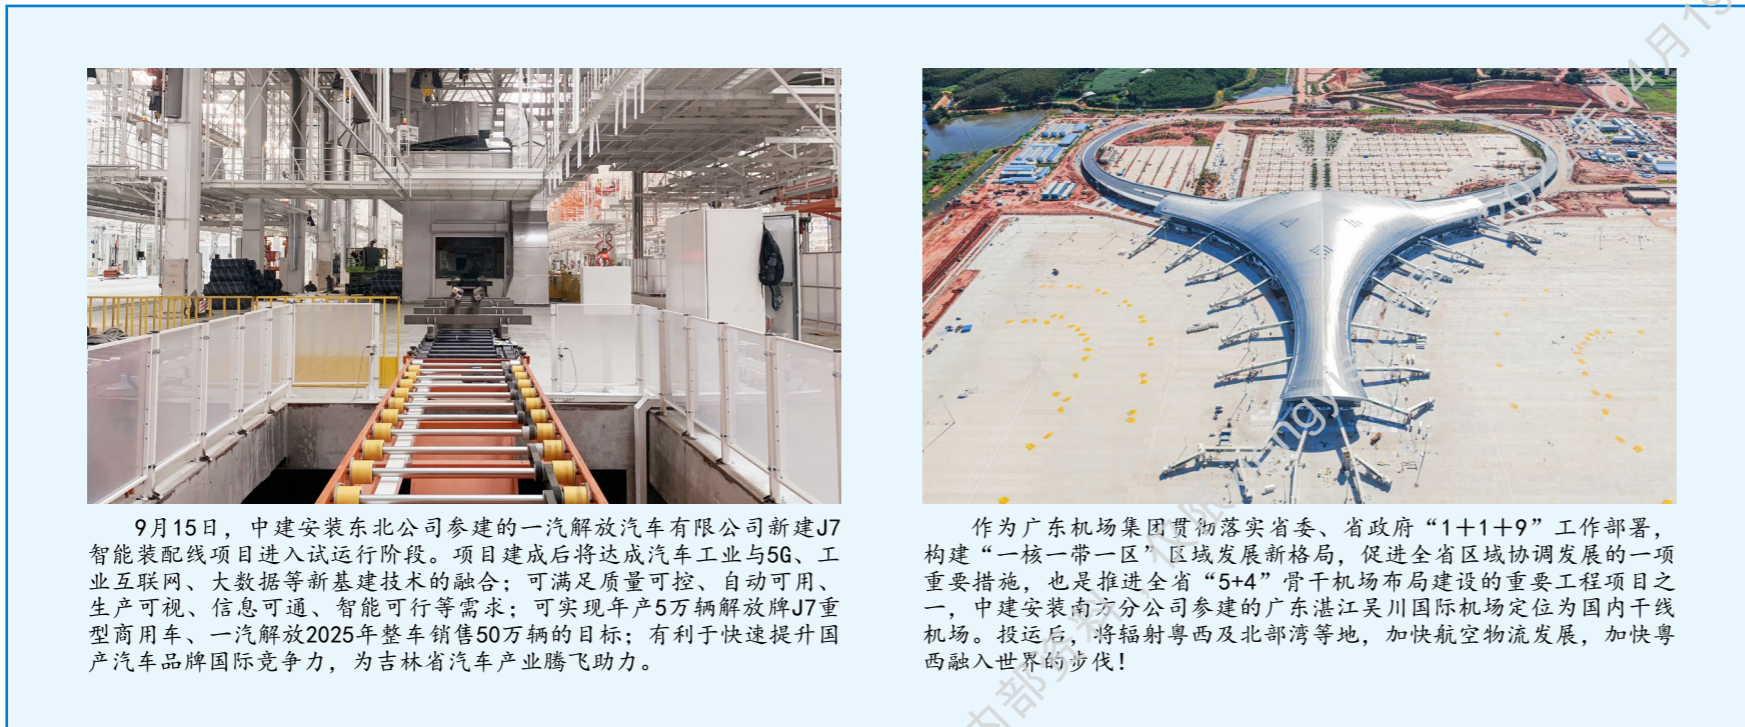 9月15日，中建安装东北公司参建的一汽解放汽车有限公司新建J7
智能装配线项目进入试运行阶段。项目建成后将达成汽车工业与5G、工
业互联网、大数据等新基建技术的融合；可满足质量可控、自动可用、
生产可视、信息可通、智能可行等需求；可实现年产5万辆解放牌J7重
型商用车、一汽解放2025年整车销售50万辆的目标；有利于快速提升国
产汽车品牌国际竞争力，为吉林省汽车产业腾飞助力。
作为广东机场集团贯彻落实省委、省政府“1＋1＋9”工作部署，
构建“一核一带一区”区域发展新格局，促进全省区域协调发展的一项
重要措施，也是推进全省“5+4”骨干机场布局建设的重要工程项目之
一，中建安装南方分公司参建的广东湛江吴川国际机场定位为国内干线
机场。投运后，将辐射粤西及北部湾等地，加快航空物流发展，加快粤
西融入世界的步伐！